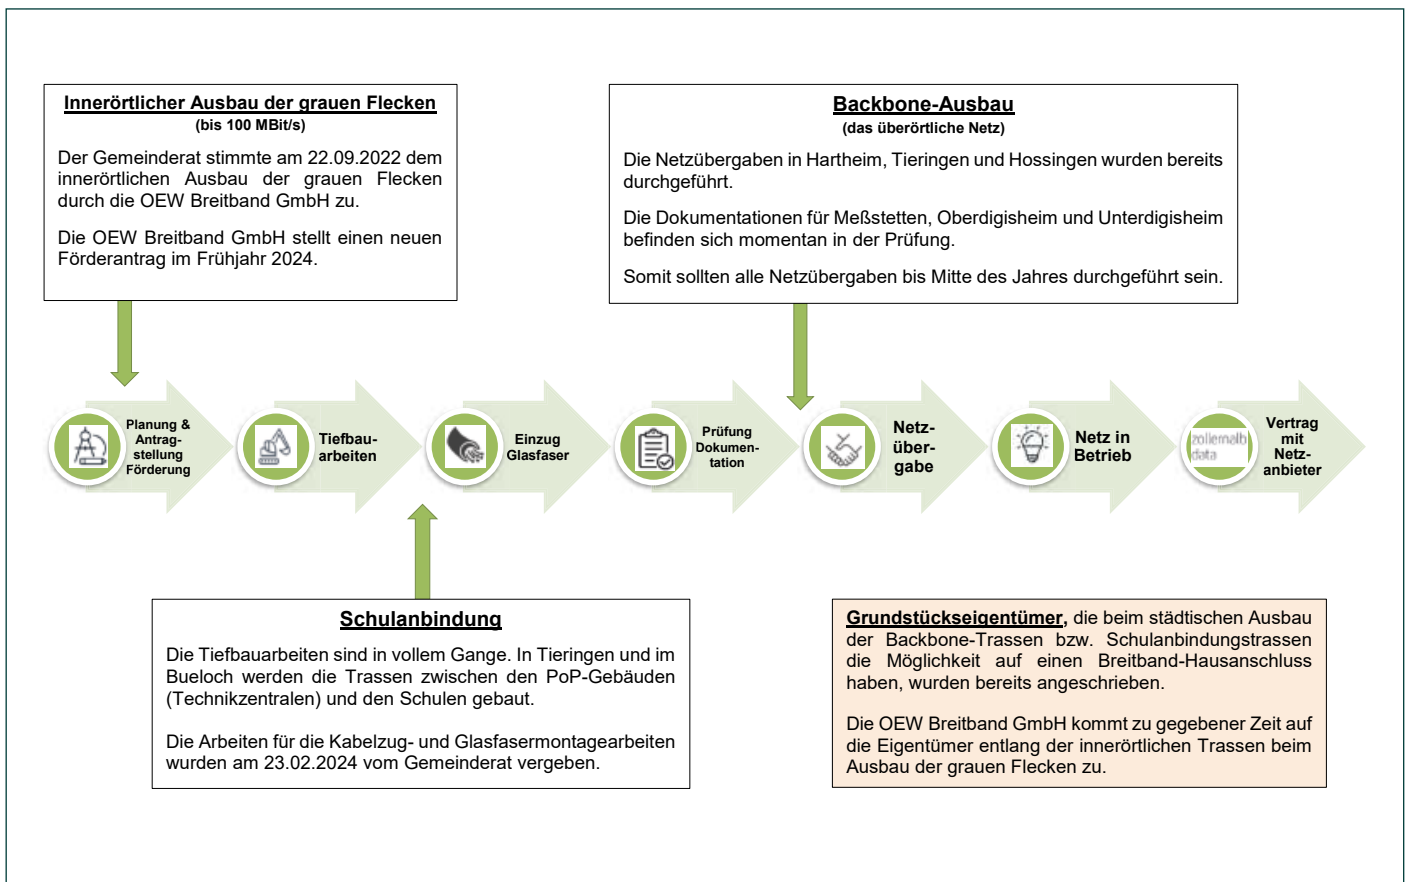 Innerörtlicher Ausbau der grauen Flecken
(bis 100 MBit/s)
Der Gemeinderat stimmte am 22.09.2022 dem
innerörtlichen Ausbau der grauen Flecken
durch die OEW Breitband GmbH zu.
Die OEW Breitband GmbH stellt einen neuen
Förderantrag im Frühjahr 2024.
Backbone-Ausbau
(das überörtliche Netz)
Die Netzübergaben in Hartheim, Tieringen und Hossingen wurden bereits
durchgeführt.
Die Dokumentationen für Meßstetten, Oberdigisheim und Unterdigisheim
befinden sich momentan in der Prüfung.
Somit sollten alle Netzübergaben bis Mitte des Jahres durchgeführt sein.
Planung &
Antrag-
stellung
Förderung
Tiefbau-
arbeiten
Einzug
Glasfaser
Prüfung
Dokumen-
tation
Netz-
über-
gabe
Netz in
Betrieb
zollernalb
data
Vertrag
mit
Netz-
anbieter
Schulanbindung
Die Tiefbauarbeiten sind in vollem Gange. In Tieringen und im
Bueloch werden die Trassen zwischen den PoP-Gebäuden
(Technikzentralen) und den Schulen gebaut.
Die Arbeiten für die Kabelzug- und Glasfasermontagearbeiten
wurden am 23.02.2024 vom Gemeinderat vergeben.
Grundstückseigentümer, die beim städtischen Ausbau
der Backbone-Trassen bzw. Schulanbindungstrassen
die Möglichkeit auf einen Breitband-Hausanschluss
haben, wurden bereits angeschrieben.
Die OEW Breitband GmbH kommt zu gegebener Zeit auf
die Eigentümer entlang der innerörtlichen Trassen beim
Ausbau der grauen Flecken zu.